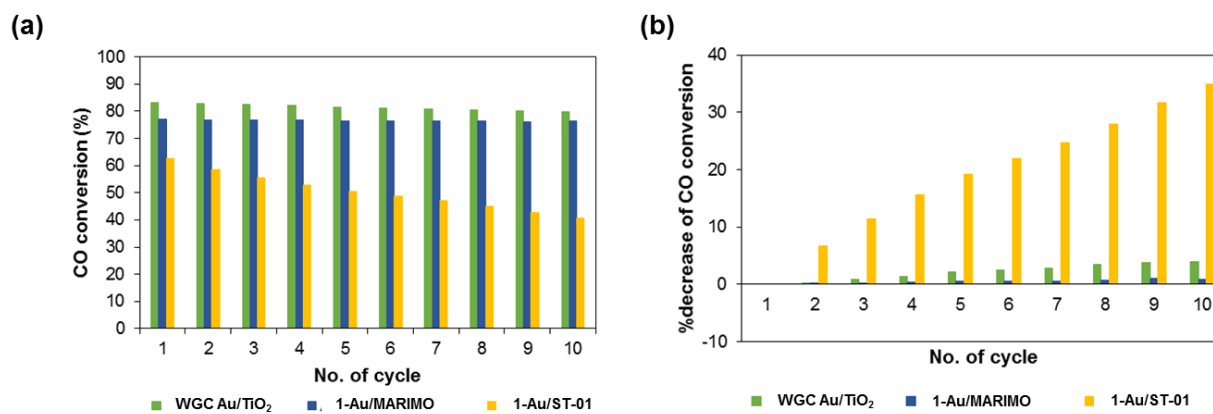 (a)
CO conversion (%)
100
90
80
70
60
50
40
30
20
10
0
1 2 3 4 5 6 7 8 9 10
No. of cycle
WGC Au/TiO₂ 1-Au/MARIMO 1-Au/ST-01
(b)
%decrease of CO conversion
40
30
20
10
0
-10
1 2 3 4 5 6 7 8 9 10
No. of cycle
WGC Au/TiO₂ 1-Au/MARIMO 1-Au/ST-01